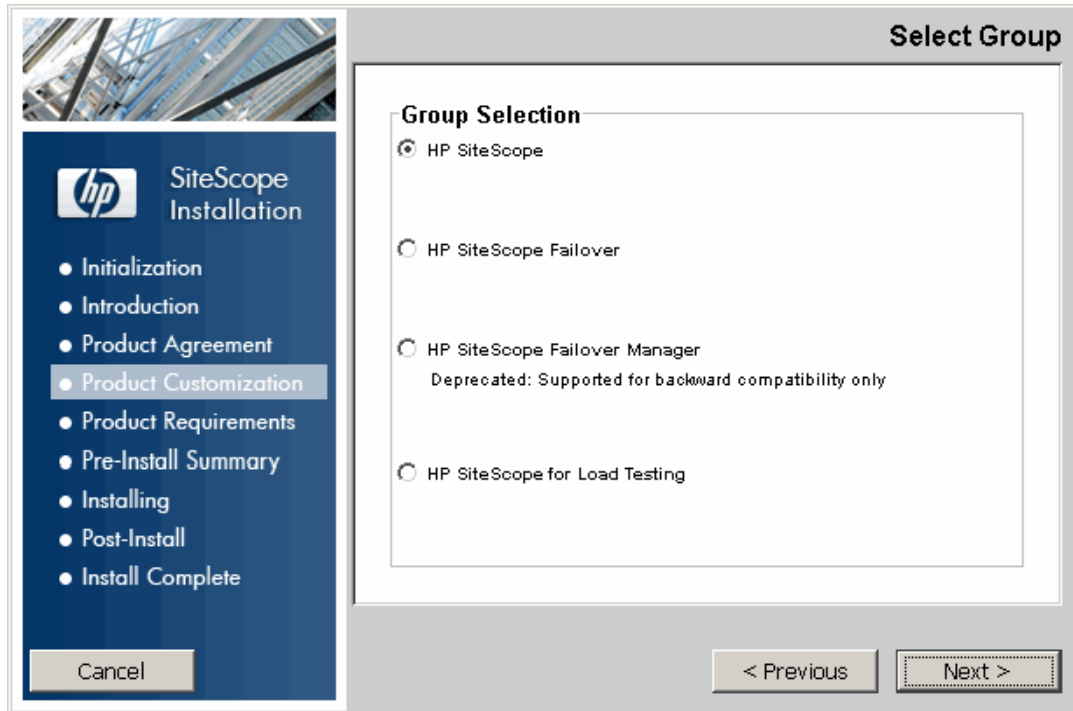 Select Group
hp
SiteScope
Installation
Initialization
Introduction
Product Agreement
Product Customization
Product Requirements
Pre-Install Summary
Installing
Post-Install
Install Complete
Group Selection
HP SiteScope
HP SiteScope Failover
HP SiteScope Failover Manager
Deprecated: Supported for backward compatibility only
HP SiteScope for Load Testing
Cancel
< Previous
Next >